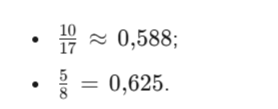 • 10/17 ≈ 0,588;
• 5/8 = 0,625.